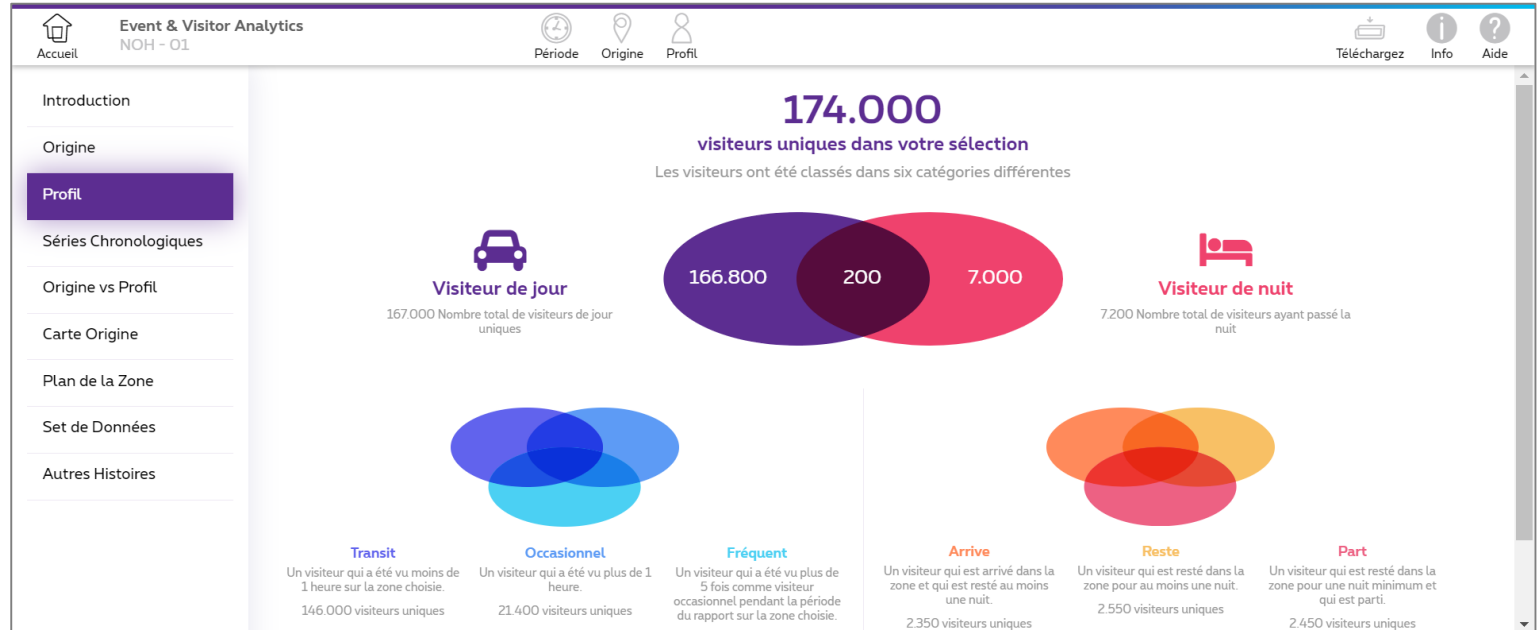 Accueil
Event & Visitor Analytics
NOH - O1
Période
Origine
Profil
Téléchargez
Info
Aide
Introduction
Origine
Profil
Séries Chronologiques
Origine vs Profil
Carte Origine
Plan de la Zone
Set de Données
Autres Histoires
174.000
visiteurs uniques dans votre sélection
Les visiteurs ont été classés dans six catégories différentes
Visiteur de jour
167.000 Nombre total de visiteurs de jour
uniques
166.800
200
7.000
Visiteur de nuit
7.200 Nombre total de visiteurs ayant passé la
nuit
Transit
Un visiteur qui a été vu moins de
1 heure sur la zone choisie.
146.000 visiteurs uniques
Occasionnel
Un visiteur qui a été vu plus de 1
heure.
21.400 visiteurs uniques
Fréquent
Un visiteur qui a été vu plus de
5 fois comme visiteur
occasionnel pendant la période
du rapport sur la zone choisie.
Arrive
Un visiteur qui est arrivé dans la
zone et qui est resté au moins
une nuit.
2.350 visiteurs uniques
Reste
Un visiteur qui est resté dans la
zone pour au moins une nuit.
2.550 visiteurs uniques
Part
Un visiteur qui est resté dans la
zone pour une nuit minimum et
qui est parti.
2.450 visiteurs uniques